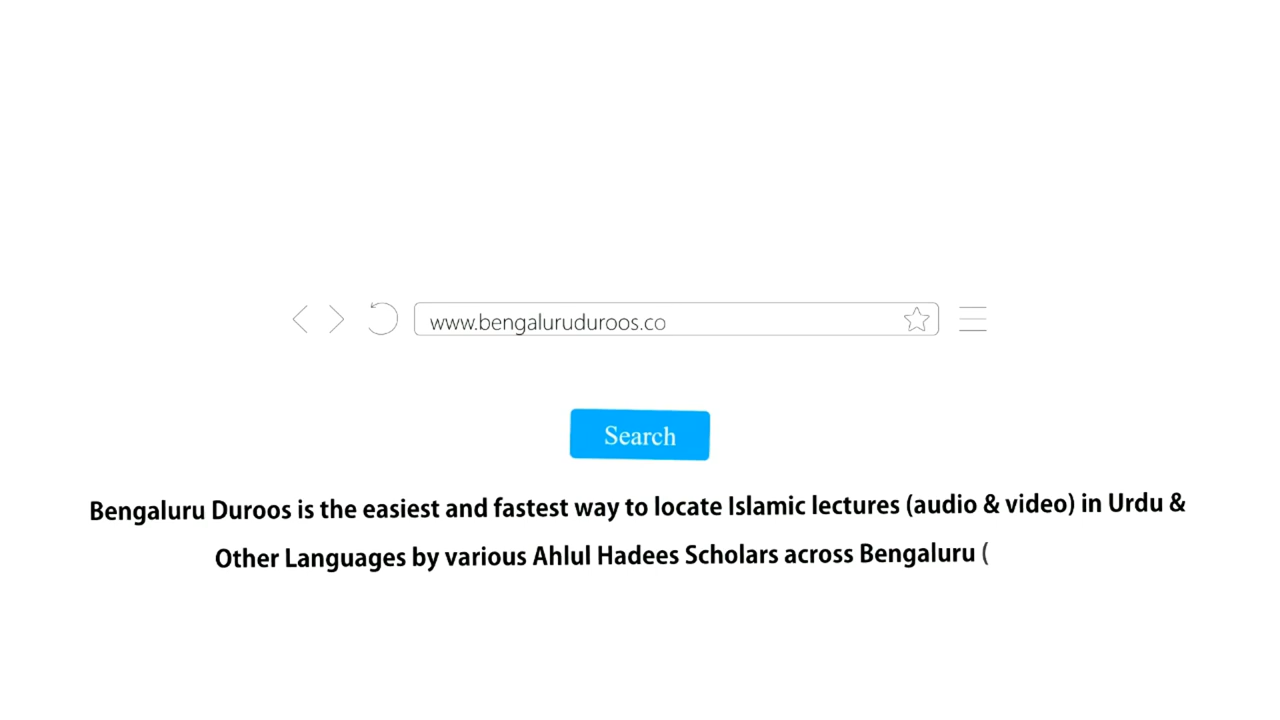 www.bengaluruduroos.co
Search
Bengaluru Duroos is the easiest and fastest way to locate Islamic lectures (audio & video) in Urdu &
Other Languages by various Ahlul Hadees Scholars across Bengaluru (